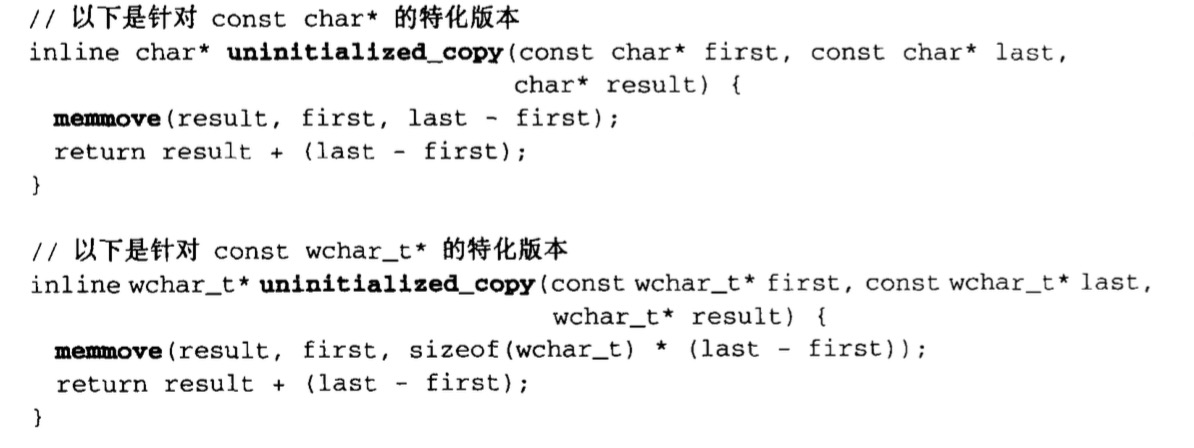 // 以下是针对 const char* 的特化版本
inline char* uninitialized_copy(const char* first, const char* last,
                                char* result) {
  memmove(result, first, last - first);
  return result + (last - first);
}

// 以下是针对 const wchar_t* 的特化版本
inline wchar_t* uninitialized_copy(const wchar_t* first, const wchar_t* last,
                                   wchar_t* result) {
  memmove(result, first, sizeof(wchar_t) * (last - first));
  return result + (last - first);
}